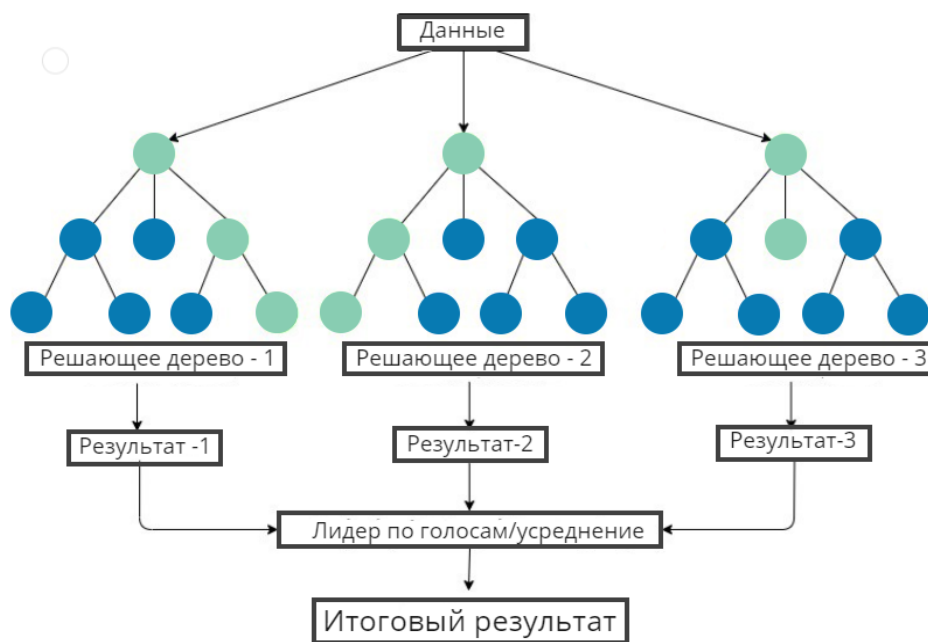 Данные
Решающее дерево - 1
Решающее дерево - 2
Решающее дерево - 3
Результат -1
Результат-2
Результат-3
Лидер по голосам/усреднение
Итоговый результат